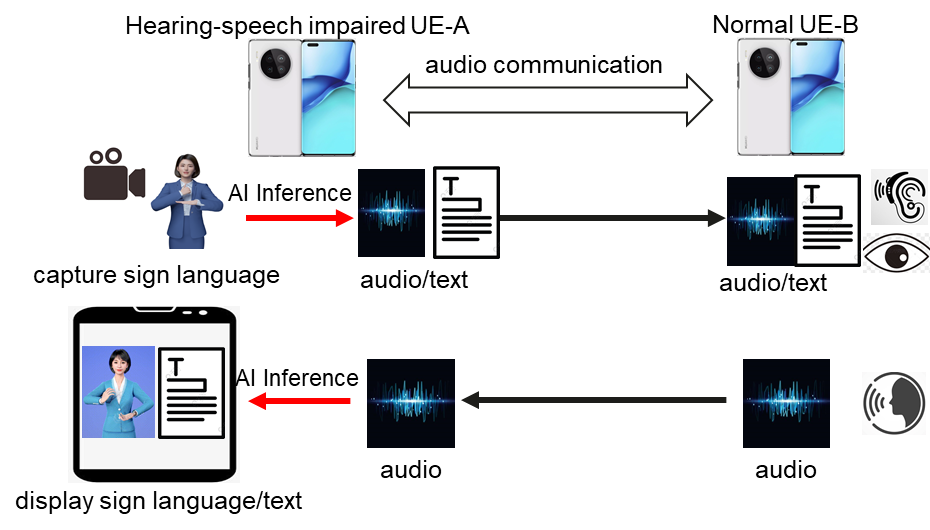 Hearing-speech impaired UE-A
Normal UE-B
audio communication
AI Inference
capture sign language
audio/text
audio/text
AI Inference
audio
audio
display sign language/text
T
T
T